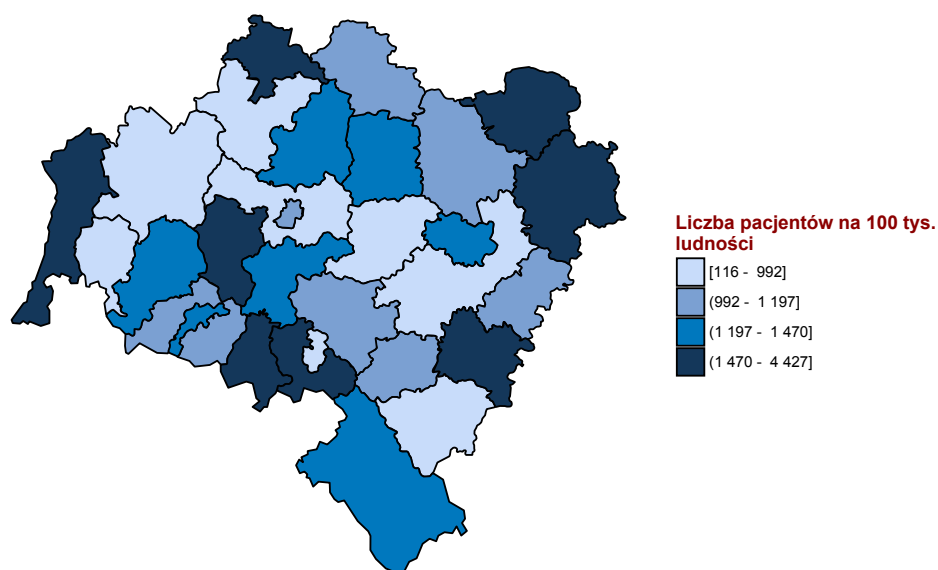 Liczba pacjentów na 100 tys.
ludności
[116 - 992]
(992 - 1 197]
(1 197 - 1 470]
(1 470 - 4 427]